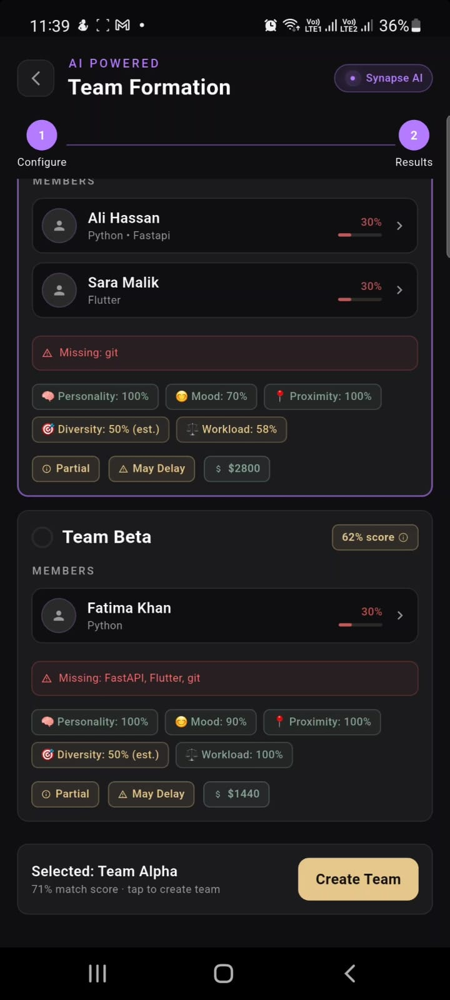 11:39
Vo)) LTE1 Vo)) LTE2 36%
AI POWERED
Team Formation
Synapse AI
1 2
Configure Results
MEMBERS
Ali Hassan
Python • Fastapi
30%
Sara Malik
Flutter
30%
Missing: git
Personality: 100% Mood: 70% Proximity: 100%
Diversity: 50% (est.) Workload: 58%
Partial May Delay $ $2800
Team Beta 62% score
MEMBERS
Fatima Khan
Python
30%
Missing: FastAPI, Flutter, git
Personality: 100% Mood: 90% Proximity: 100%
Diversity: 50% (est.) Workload: 100%
Partial May Delay $ $1440
Selected: Team Alpha
71% match score · tap to create team
Create Team